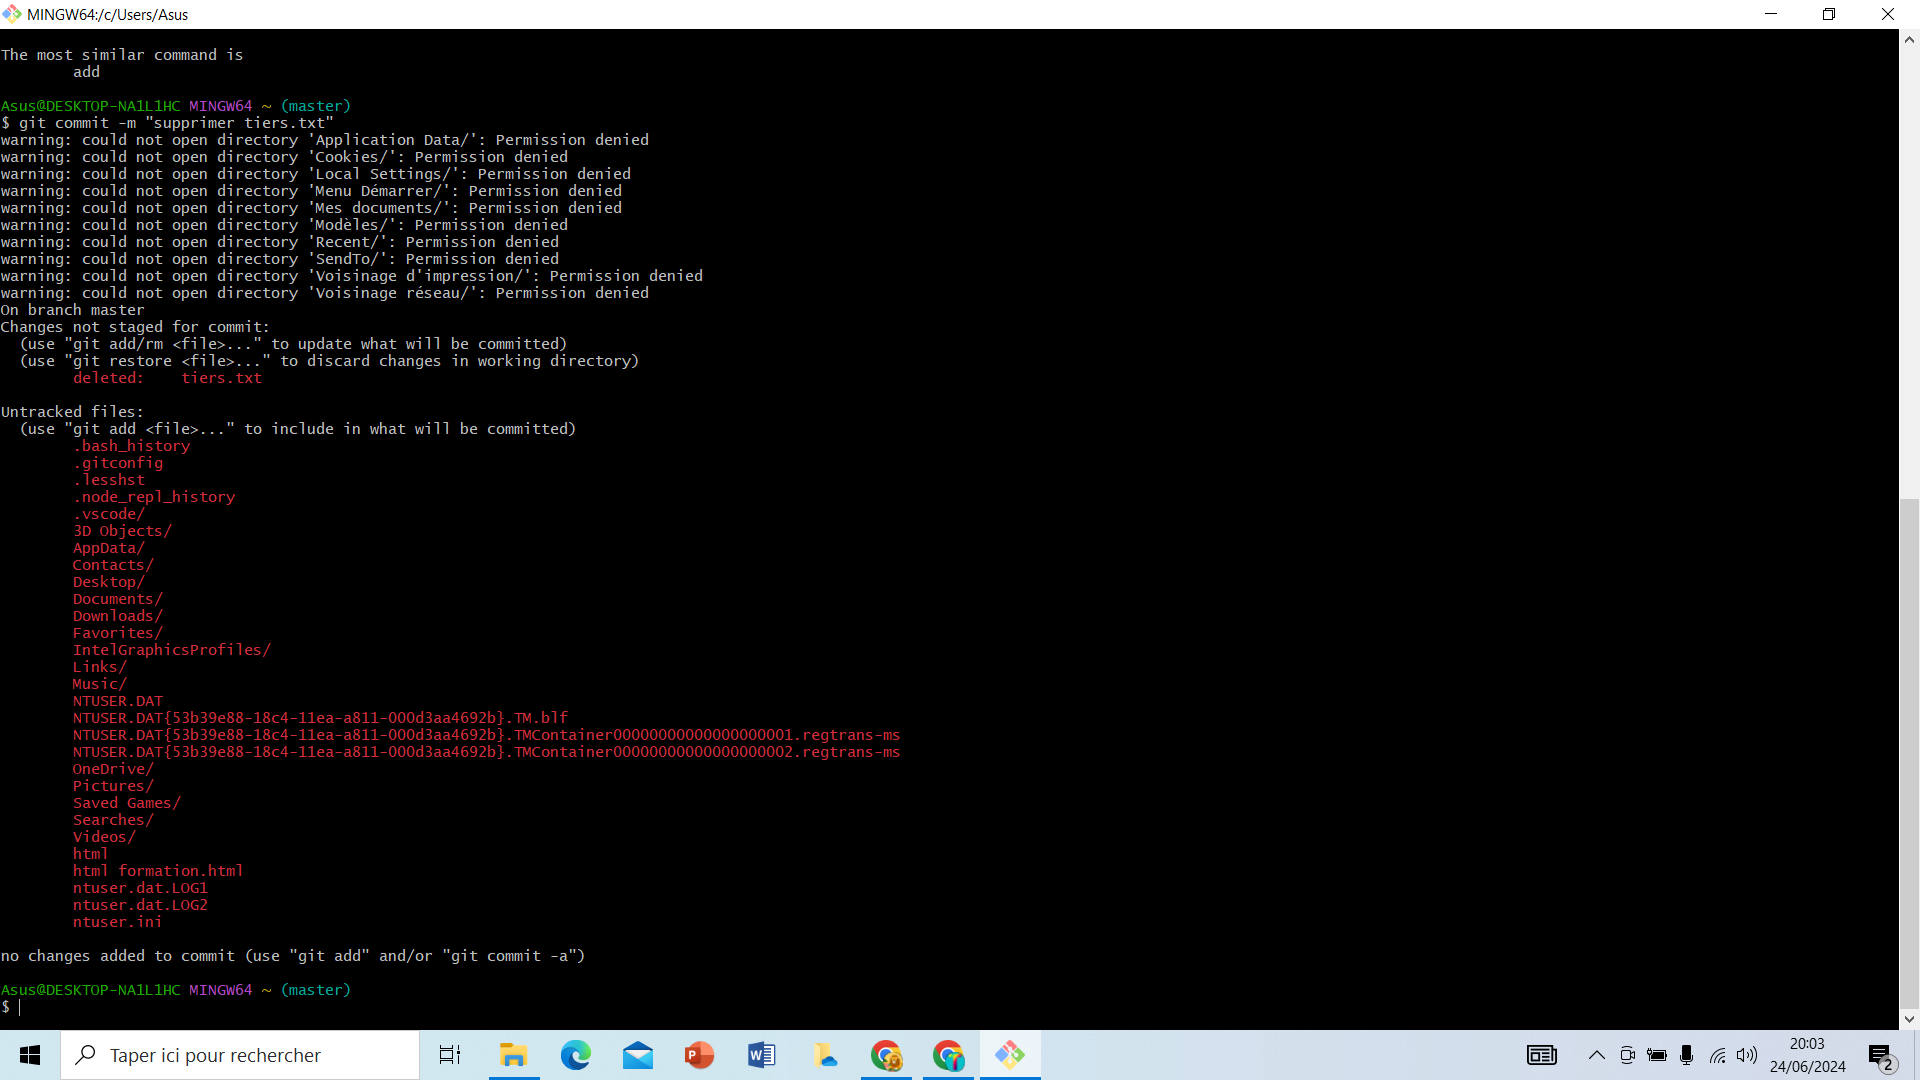 MINGW64:/c/Users/Asus
The most similar command is
add
Asus@DESKTOP-NA1L1HC MINGW64 ~ (master)
$ git commit -m "supprimer tiers.txt"
warning: could not open directory 'Application Data/': Permission denied
warning: could not open directory 'Cookies/': Permission denied
warning: could not open directory 'Local Settings/': Permission denied
warning: could not open directory 'Menu Démarrer/': Permission denied
warning: could not open directory 'Mes documents/': Permission denied
warning: could not open directory 'Modèles/': Permission denied
warning: could not open directory 'Recent/': Permission denied
warning: could not open directory 'SendTo/': Permission denied
warning: could not open directory 'Voisinage d'impression/': Permission denied
warning: could not open directory 'Voisinage réseau/': Permission denied
On branch master
Changes not staged for commit:
(use "git add/rm <file>..." to update what will be committed)
(use "git restore <file>..." to discard changes in working directory)
deleted: tiers.txt
Untracked files:
(use "git add <file>..." to include in what will be committed)
.bash_history
.gitconfig
.lesshst
.node_repl_history
.vscode/
3D Objects/
AppData/
Contacts/
Desktop/
Documents/
Downloads/
Favorites/
IntelGraphicsProfiles/
Links/
Music/
NTUSER.DAT
NTUSER.DAT{53b39e88-18c4-11ea-a811-000d3aa4692b}.TM.blf
NTUSER.DAT{53b39e88-18c4-11ea-a811-000d3aa4692b}.TMContainer00000000000000000001.regtrans-ms
NTUSER.DAT{53b39e88-18c4-11ea-a811-000d3aa4692b}.TMContainer00000000000000000002.regtrans-ms
OneDrive/
Pictures/
Saved Games/
Searches/
Videos/
html
html formation.html
ntuser.dat.LOG1
ntuser.dat.LOG2
ntuser.ini
no changes added to commit (use "git add" and/or "git commit -a")
Asus@DESKTOP-NA1L1HC MINGW64 ~ (master)
$
Taper ici pour rechercher
20:03
24/06/2024
2